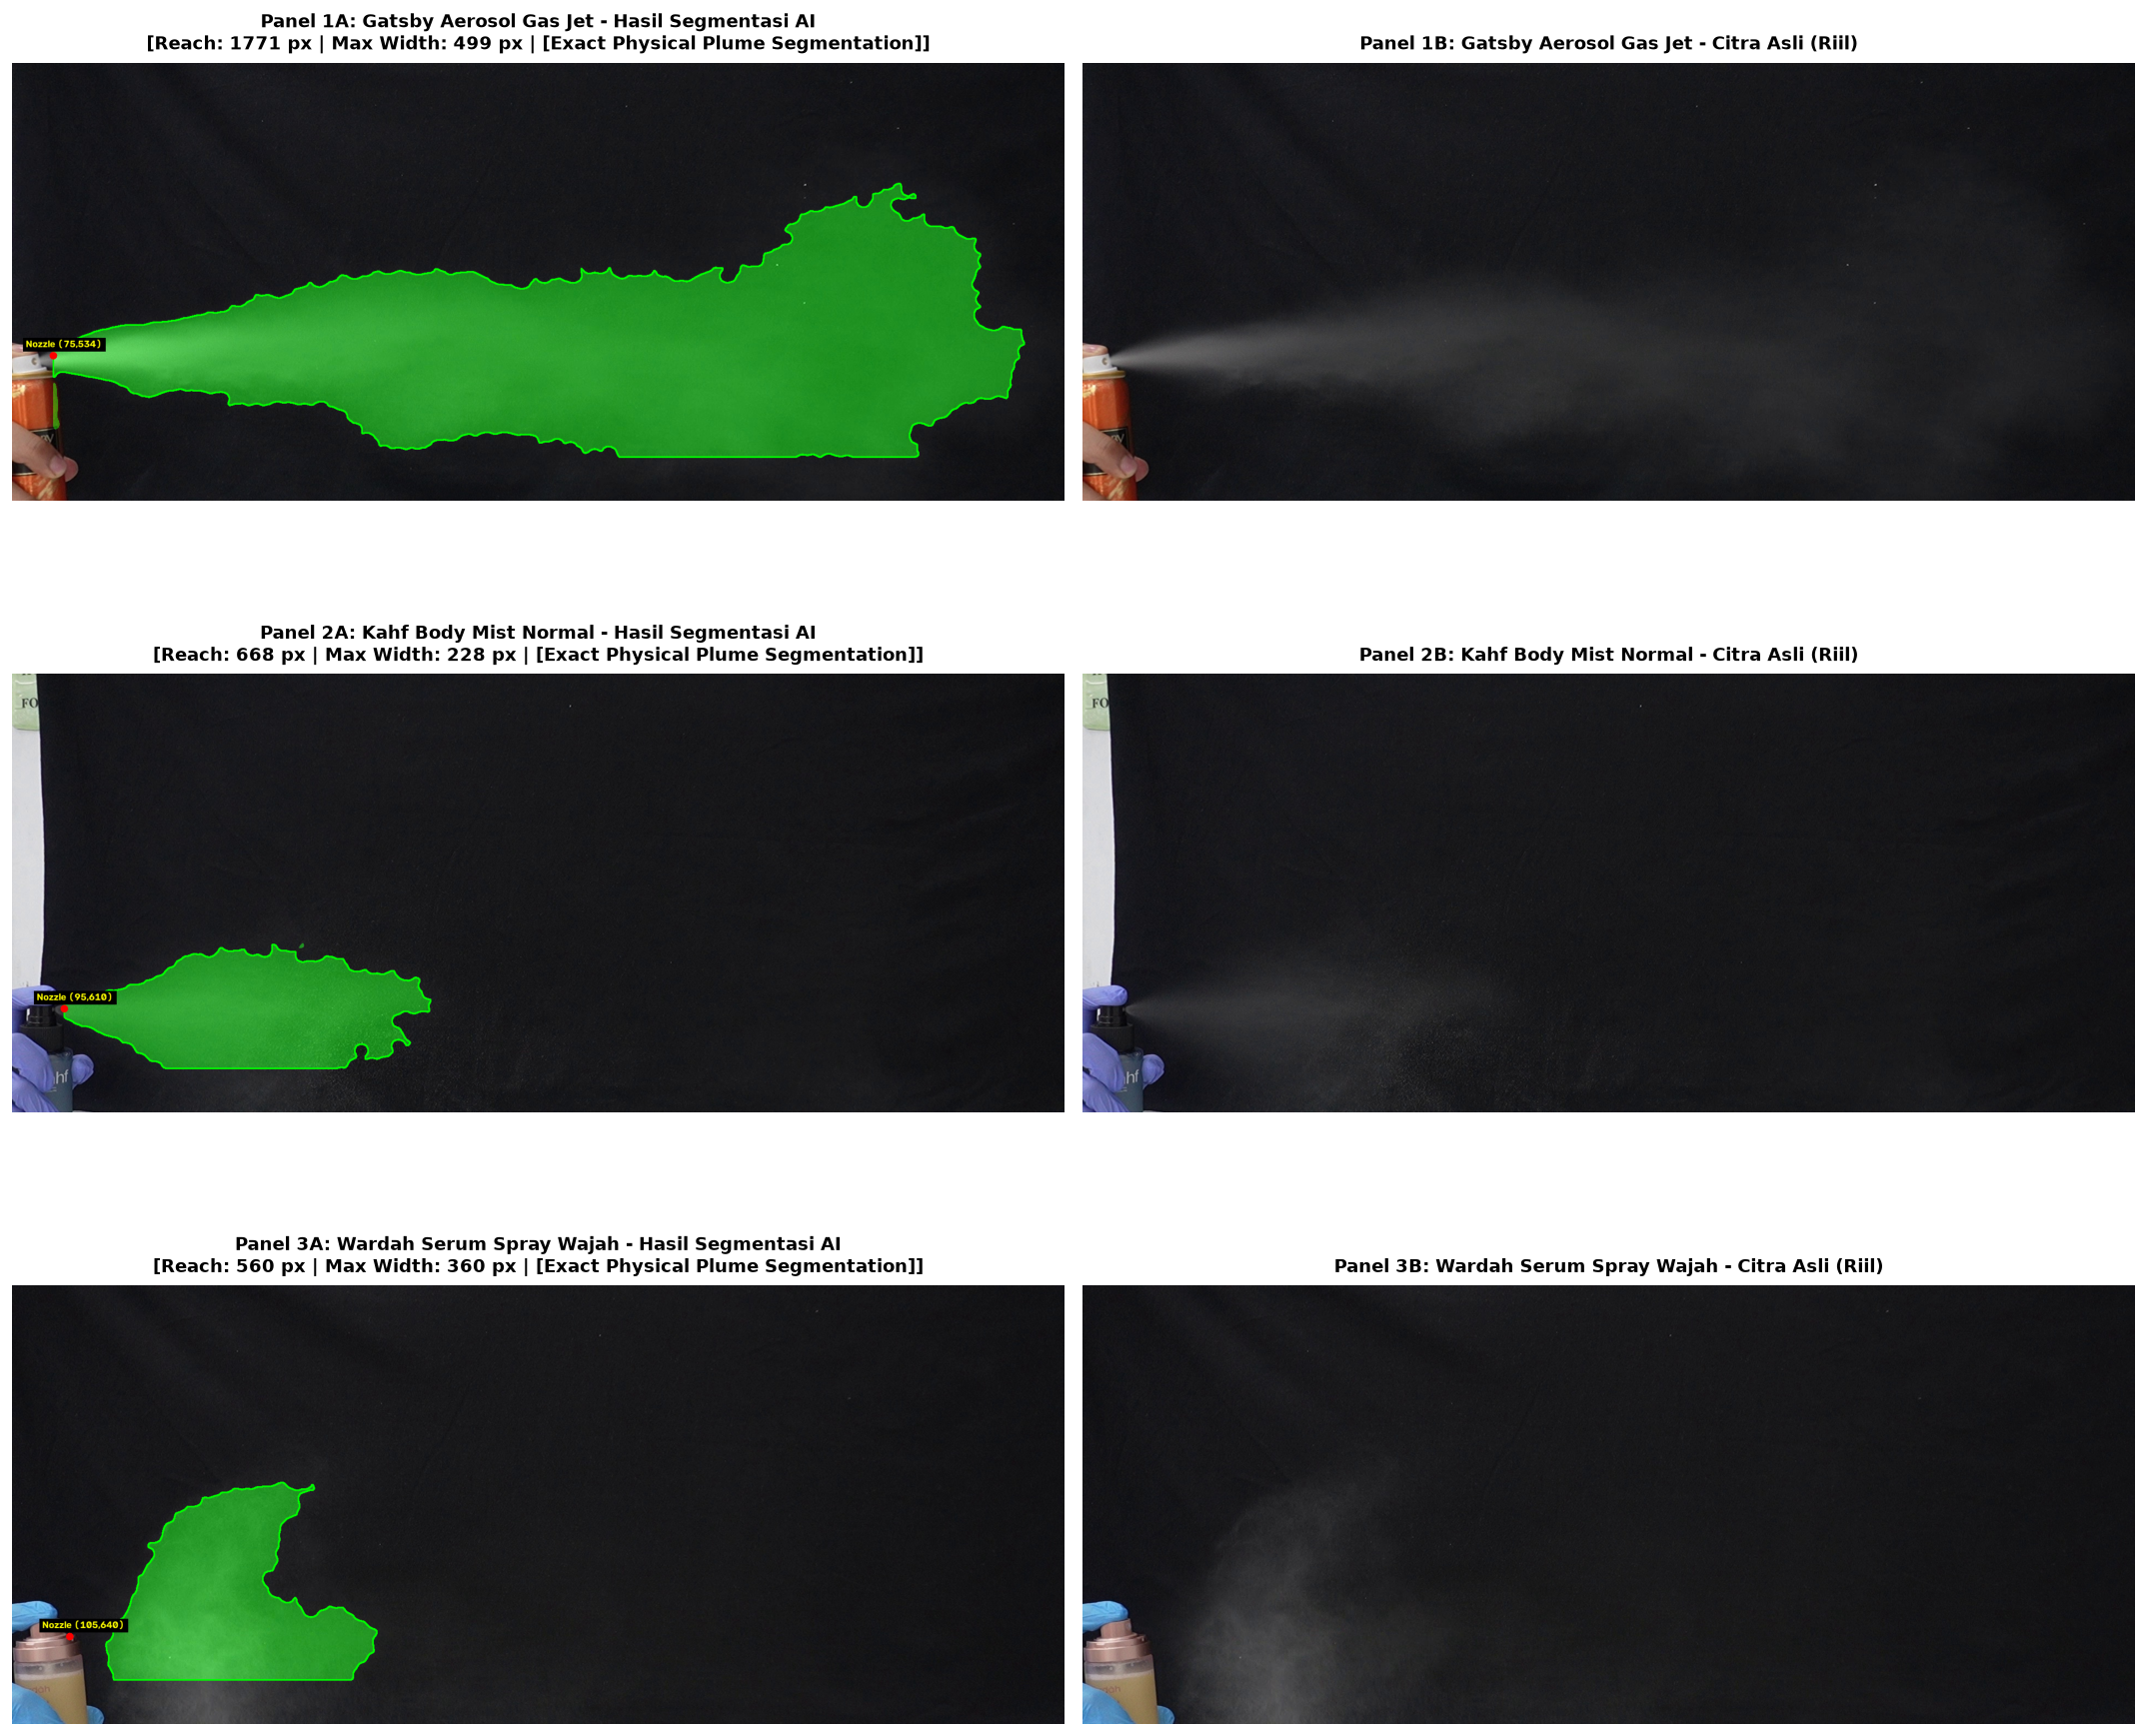 Panel 1A: Gatsby Aerosol Gas Jet - Hasil Segmentasi AI
[Reach: 1771 px | Max Width: 499 px | [Exact Physical Plume Segmentation]]
Panel 1B: Gatsby Aerosol Gas Jet - Citra Asli (Riil)
Nozzle (75,534)
Panel 2A: Kahf Body Mist Normal - Hasil Segmentasi AI
[Reach: 668 px | Max Width: 228 px | [Exact Physical Plume Segmentation]]
Panel 2B: Kahf Body Mist Normal - Citra Asli (Riil)
FO
FO
Nozzle (95,610)
hf
hf
Panel 3A: Wardah Serum Spray Wajah - Hasil Segmentasi AI
[Reach: 560 px | Max Width: 360 px | [Exact Physical Plume Segmentation]]
Panel 3B: Wardah Serum Spray Wajah - Citra Asli (Riil)
Nozzle (105,640)